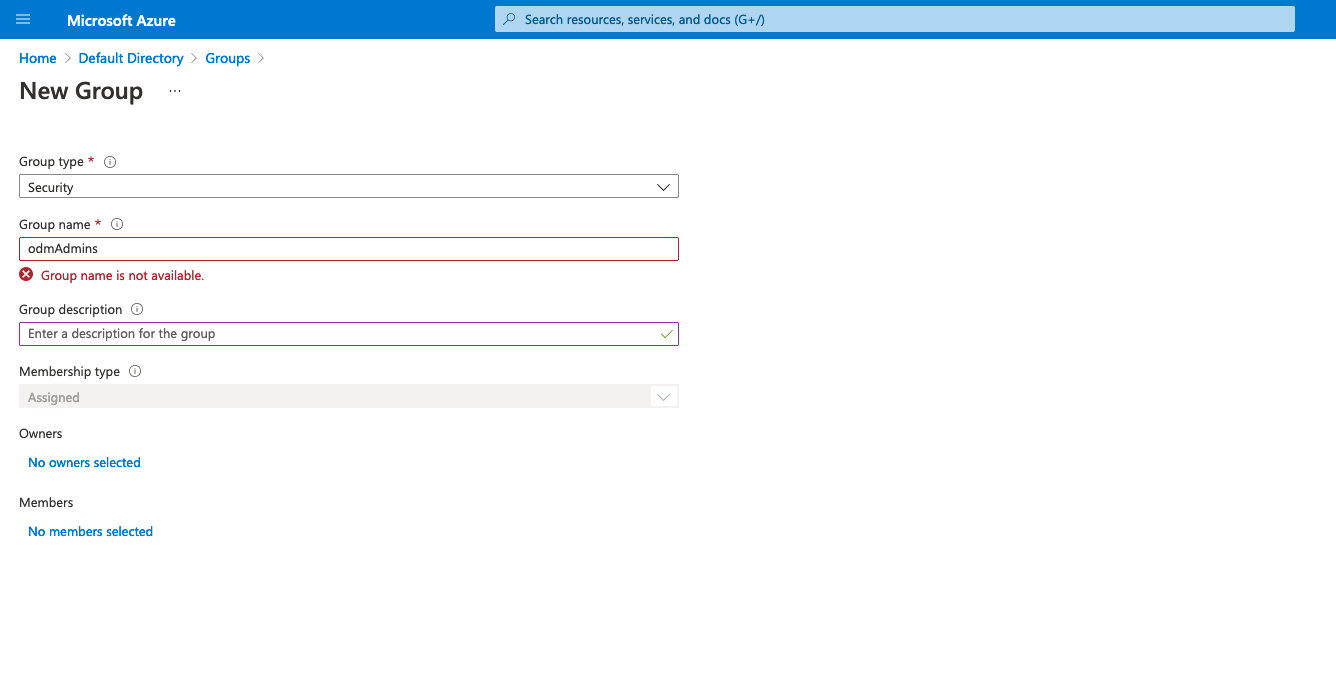 Microsoft Azure
Search resources, services, and docs (G+/)
Home > Default Directory > Groups >
New Group ...
Group type *
Security
Group name *
odmAdmins
Group name is not available.
Group description
Enter a description for the group
Membership type
Assigned
Owners
No owners selected
Members
No members selected